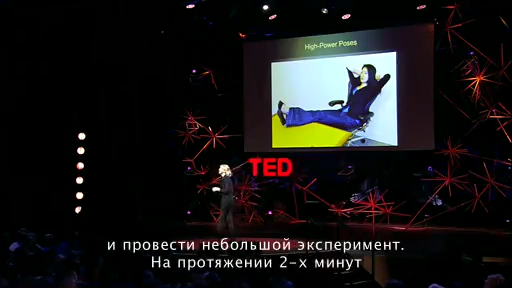 High-Power Poses
TED
и провести небольшой эксперимент.
На протяжении 2-х минут